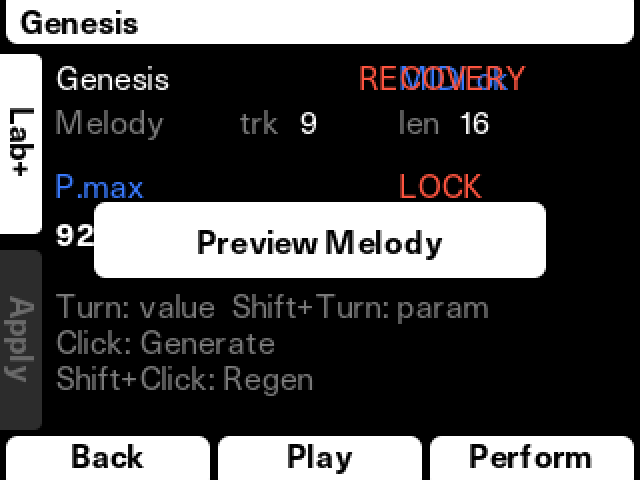 Genesis
Lab+
Genesis RECOVERY
Melody trk 9 len 16
P.max LOCK
92
Preview Melody
Apply
Turn: value Shift+Turn: param
Click: Generate
Shift+Click: Regen
Back Play Perform